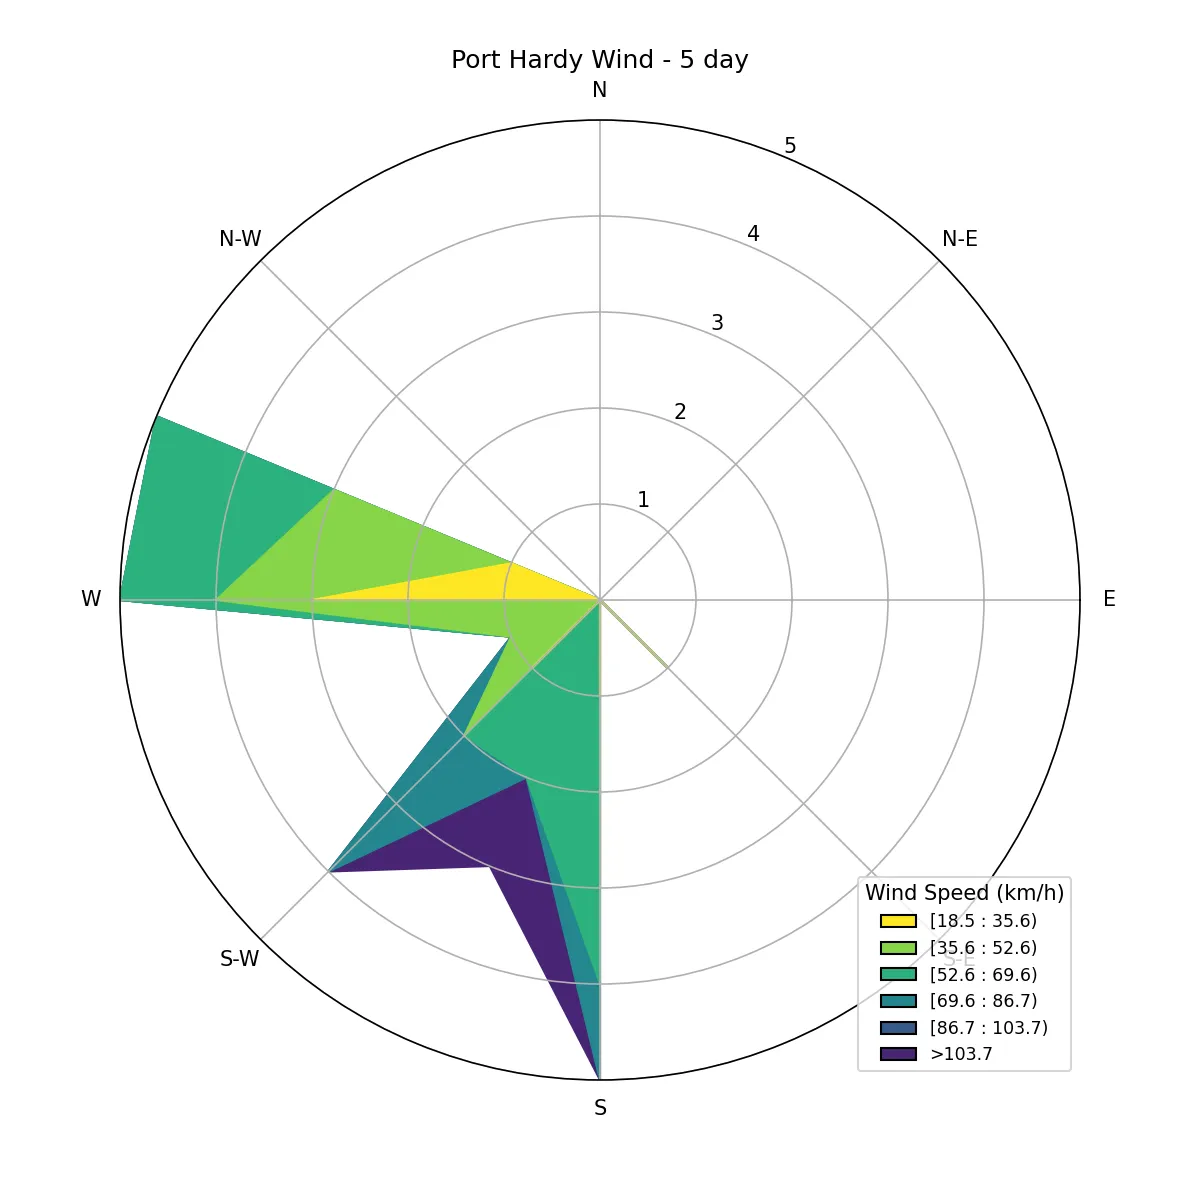 Port Hardy Wind - 5 day
N
5
N-W
N-E
4
3
2
1
W
E
S-W
S-E
S
Wind Speed (km/h)
[18.5 : 35.6)
[35.6 : 52.6)
[52.6 : 69.6)
[69.6 : 86.7)
[86.7 : 103.7)
>103.7